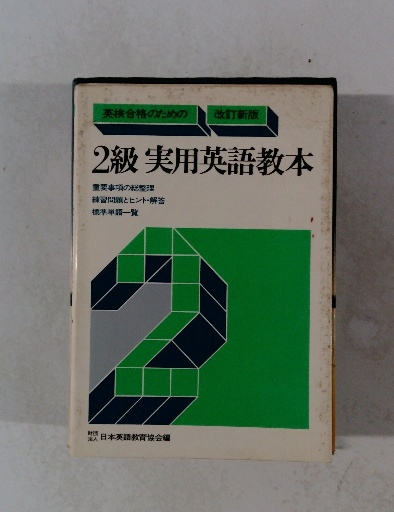 英検合格のための 改訂新版
2級 実用英語教本
重要事項の総整理
練習問題とヒント・解答
標準単語一覧
財団法人 日本英語教育協会編